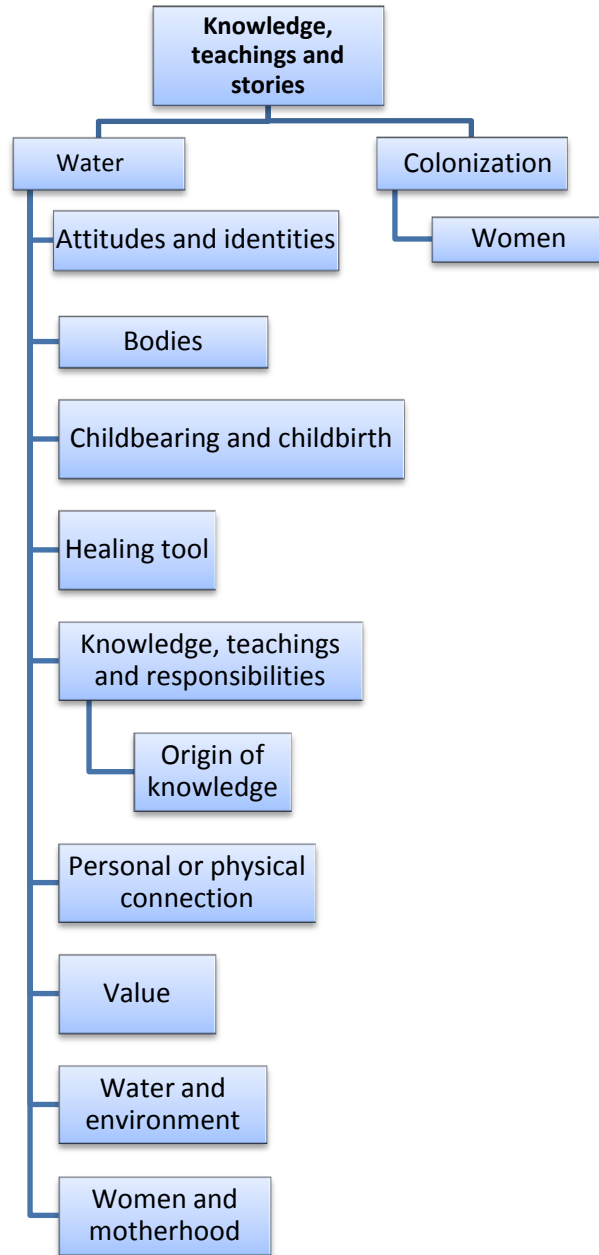 Knowledge,
teachings and
stories
Water
Colonization
Attitudes and identities
Women
Bodies
Childbearing and childbirth
Healing tool
Knowledge, teachings
and responsibilities
Origin of
knowledge
Personal or physical
connection
Value
Water and
environment
Women and
motherhood